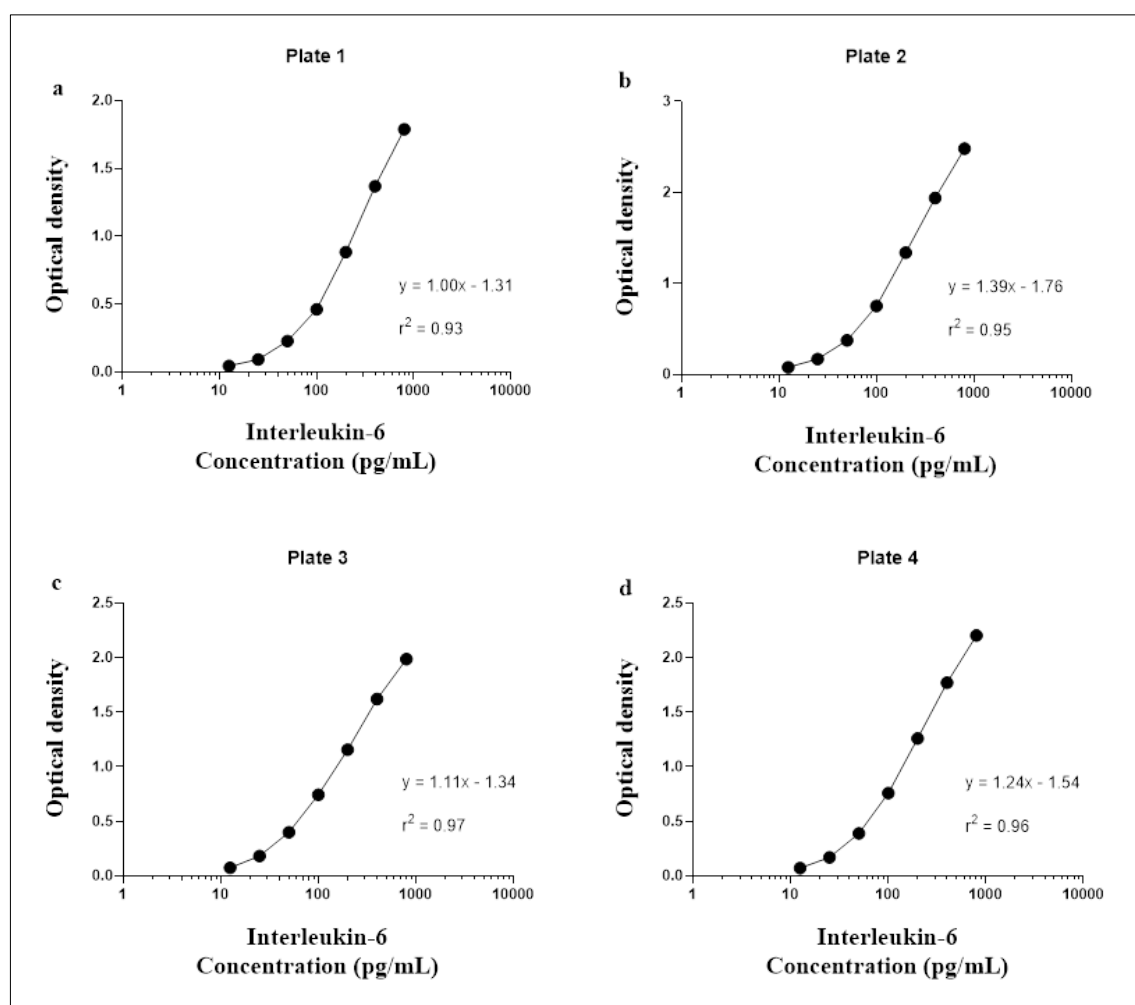 Plate 1
a
2.0
1.5
1.0
0.5
0.0
Optical density
y = 1.00x - 1.31
r² = 0.93
1 10 100 1000 10000
Interleukin-6
Concentration (pg/mL)
Plate 2
b
3
2
1
0
Optical density
y = 1.39x - 1.76
r² = 0.95
1 10 100 1000 10000
Interleukin-6
Concentration (pg/mL)
Plate 3
c
2.5
2.0
1.5
1.0
0.5
0.0
Optical density
y = 1.11x - 1.34
r² = 0.97
1 10 100 1000 10000
Interleukin-6
Concentration (pg/mL)
Plate 4
d
2.5
2.0
1.5
1.0
0.5
0.0
Optical density
y = 1.24x - 1.54
r² = 0.96
1 10 100 1000 10000
Interleukin-6
Concentration (pg/mL)